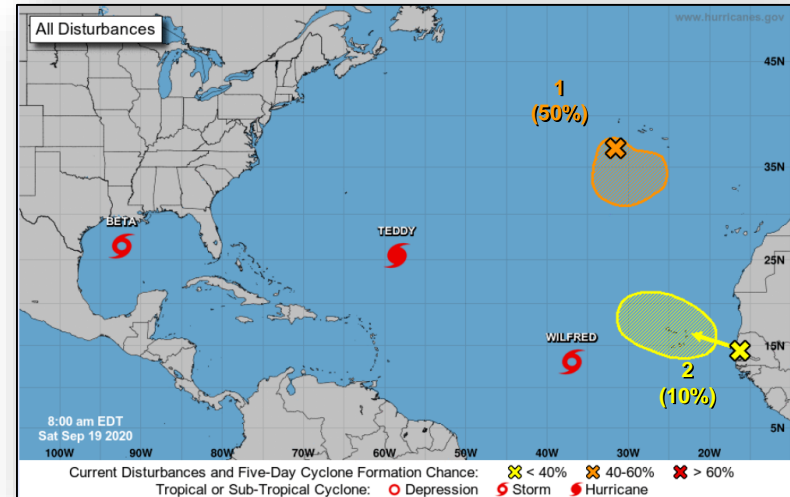 All Disturbances
www.hurricanes.gov
45N
1
(50%)
35N
BETA
TEDDY
25N
WILFRED
15N
2
(10%)
5N
8:00 am EDT
Sat Sep 19 2020
100W 90W 80W 70W 60W 50W 40W 30W 20W
Current Disturbances and Five-Day Cyclone Formation Chance: < 40% 40-60% > 60%
Tropical or Sub-Tropical Cyclone: Depression Storm Hurricane